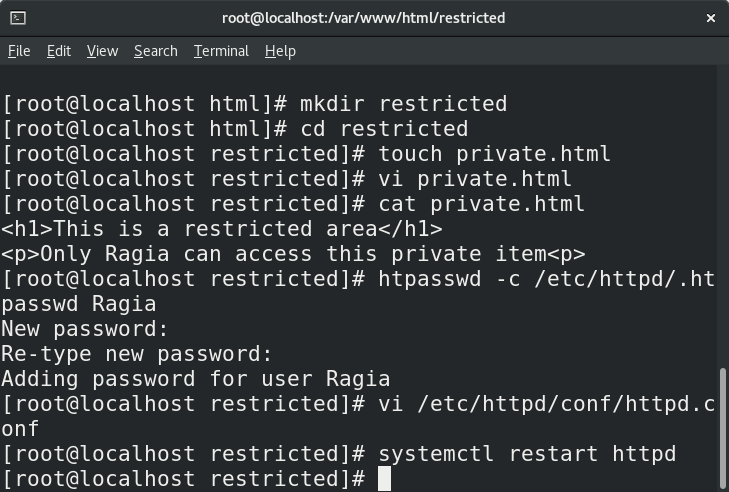 root@localhost:/var/www/html/restricted
File Edit View Search Terminal Help
[root@localhost html]# mkdir restricted
[root@localhost html]# cd restricted
[root@localhost restricted]# touch private.html
[root@localhost restricted]# vi private.html
[root@localhost restricted]# cat private.html
<h1>This is a restricted area</h1>
<p>Only Ragia can access this private item<p>
[root@localhost restricted]# htpasswd -c /etc/httpd/.ht
passwd Ragia
New password:
Re-type new password:
Adding password for user Ragia
[root@localhost restricted]# vi /etc/httpd/conf/httpd.c
onf
[root@localhost restricted]# systemctl restart httpd
[root@localhost restricted]#